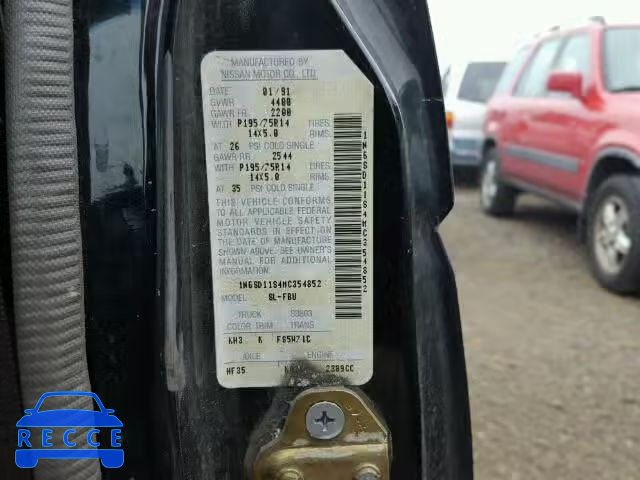 MANUFACTURED BY
NISSAN MOTOR CO., LTD.
DATE 01/91
GVWR 4400
GAWR FR. 2200
WITH P195/75R14 TIRES
14X5.0 RIMS
AT 26 PSI COLD SINGLE
GAWR RR 2544
WITH P195/75R14 TIRES
14X5.0 RIMS
AT 35 PSI COLD SINGLE
THIS VEHICLE CONFORMS
TO ALL APPLICABLE FEDERAL
MOTOR VEHICLE SAFETY
STANDARDS IN EFFECT ON
THE DATE OF MANUFACTURE
SHOWN ABOVE. SEE OWNER'S
MANUAL FOR ADDITIONAL
INFORMATION.
1N6SD11S4MC354852
MODEL SL-FBU
TRUCK S3803
COLOR TRIM TRANS
KH3 K FS5W71C
AXLE ENGINE
HF35 2389CC
1N6SD11S4MC354852
RECCE